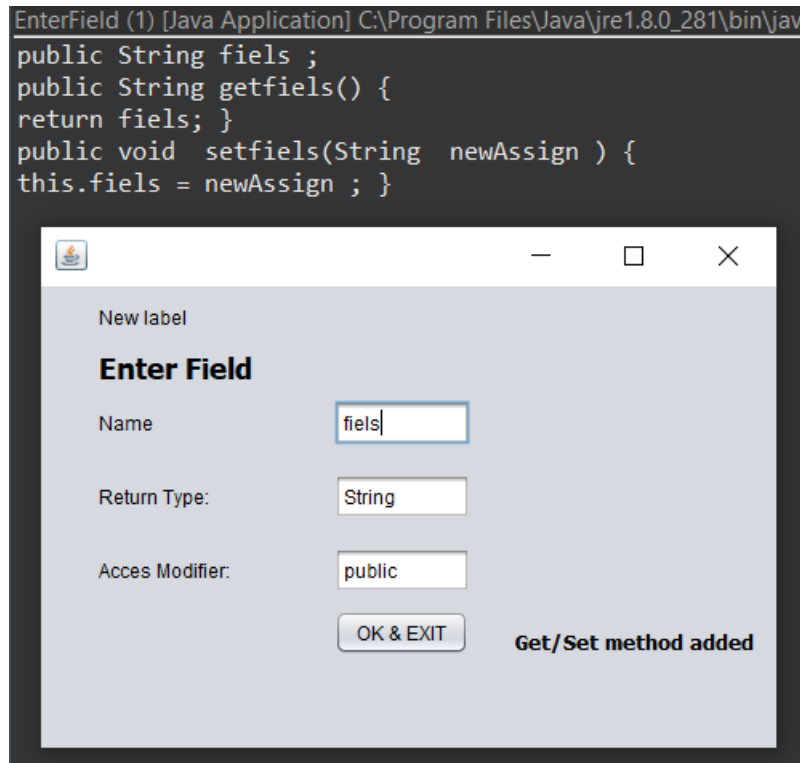 EnterField (1) [Java Application] C:\Program Files\Java\jre1.8.0_281\bin\jav
public String fiels ;
public String getfiels() {
return fiels; }
public void  setfiels(String  newAssign ) {
this.fiels = newAssign ; }
New label
Enter Field
Name fiels
Return Type: String
Acces Modifier: public
OK & EXIT
Get/Set method added